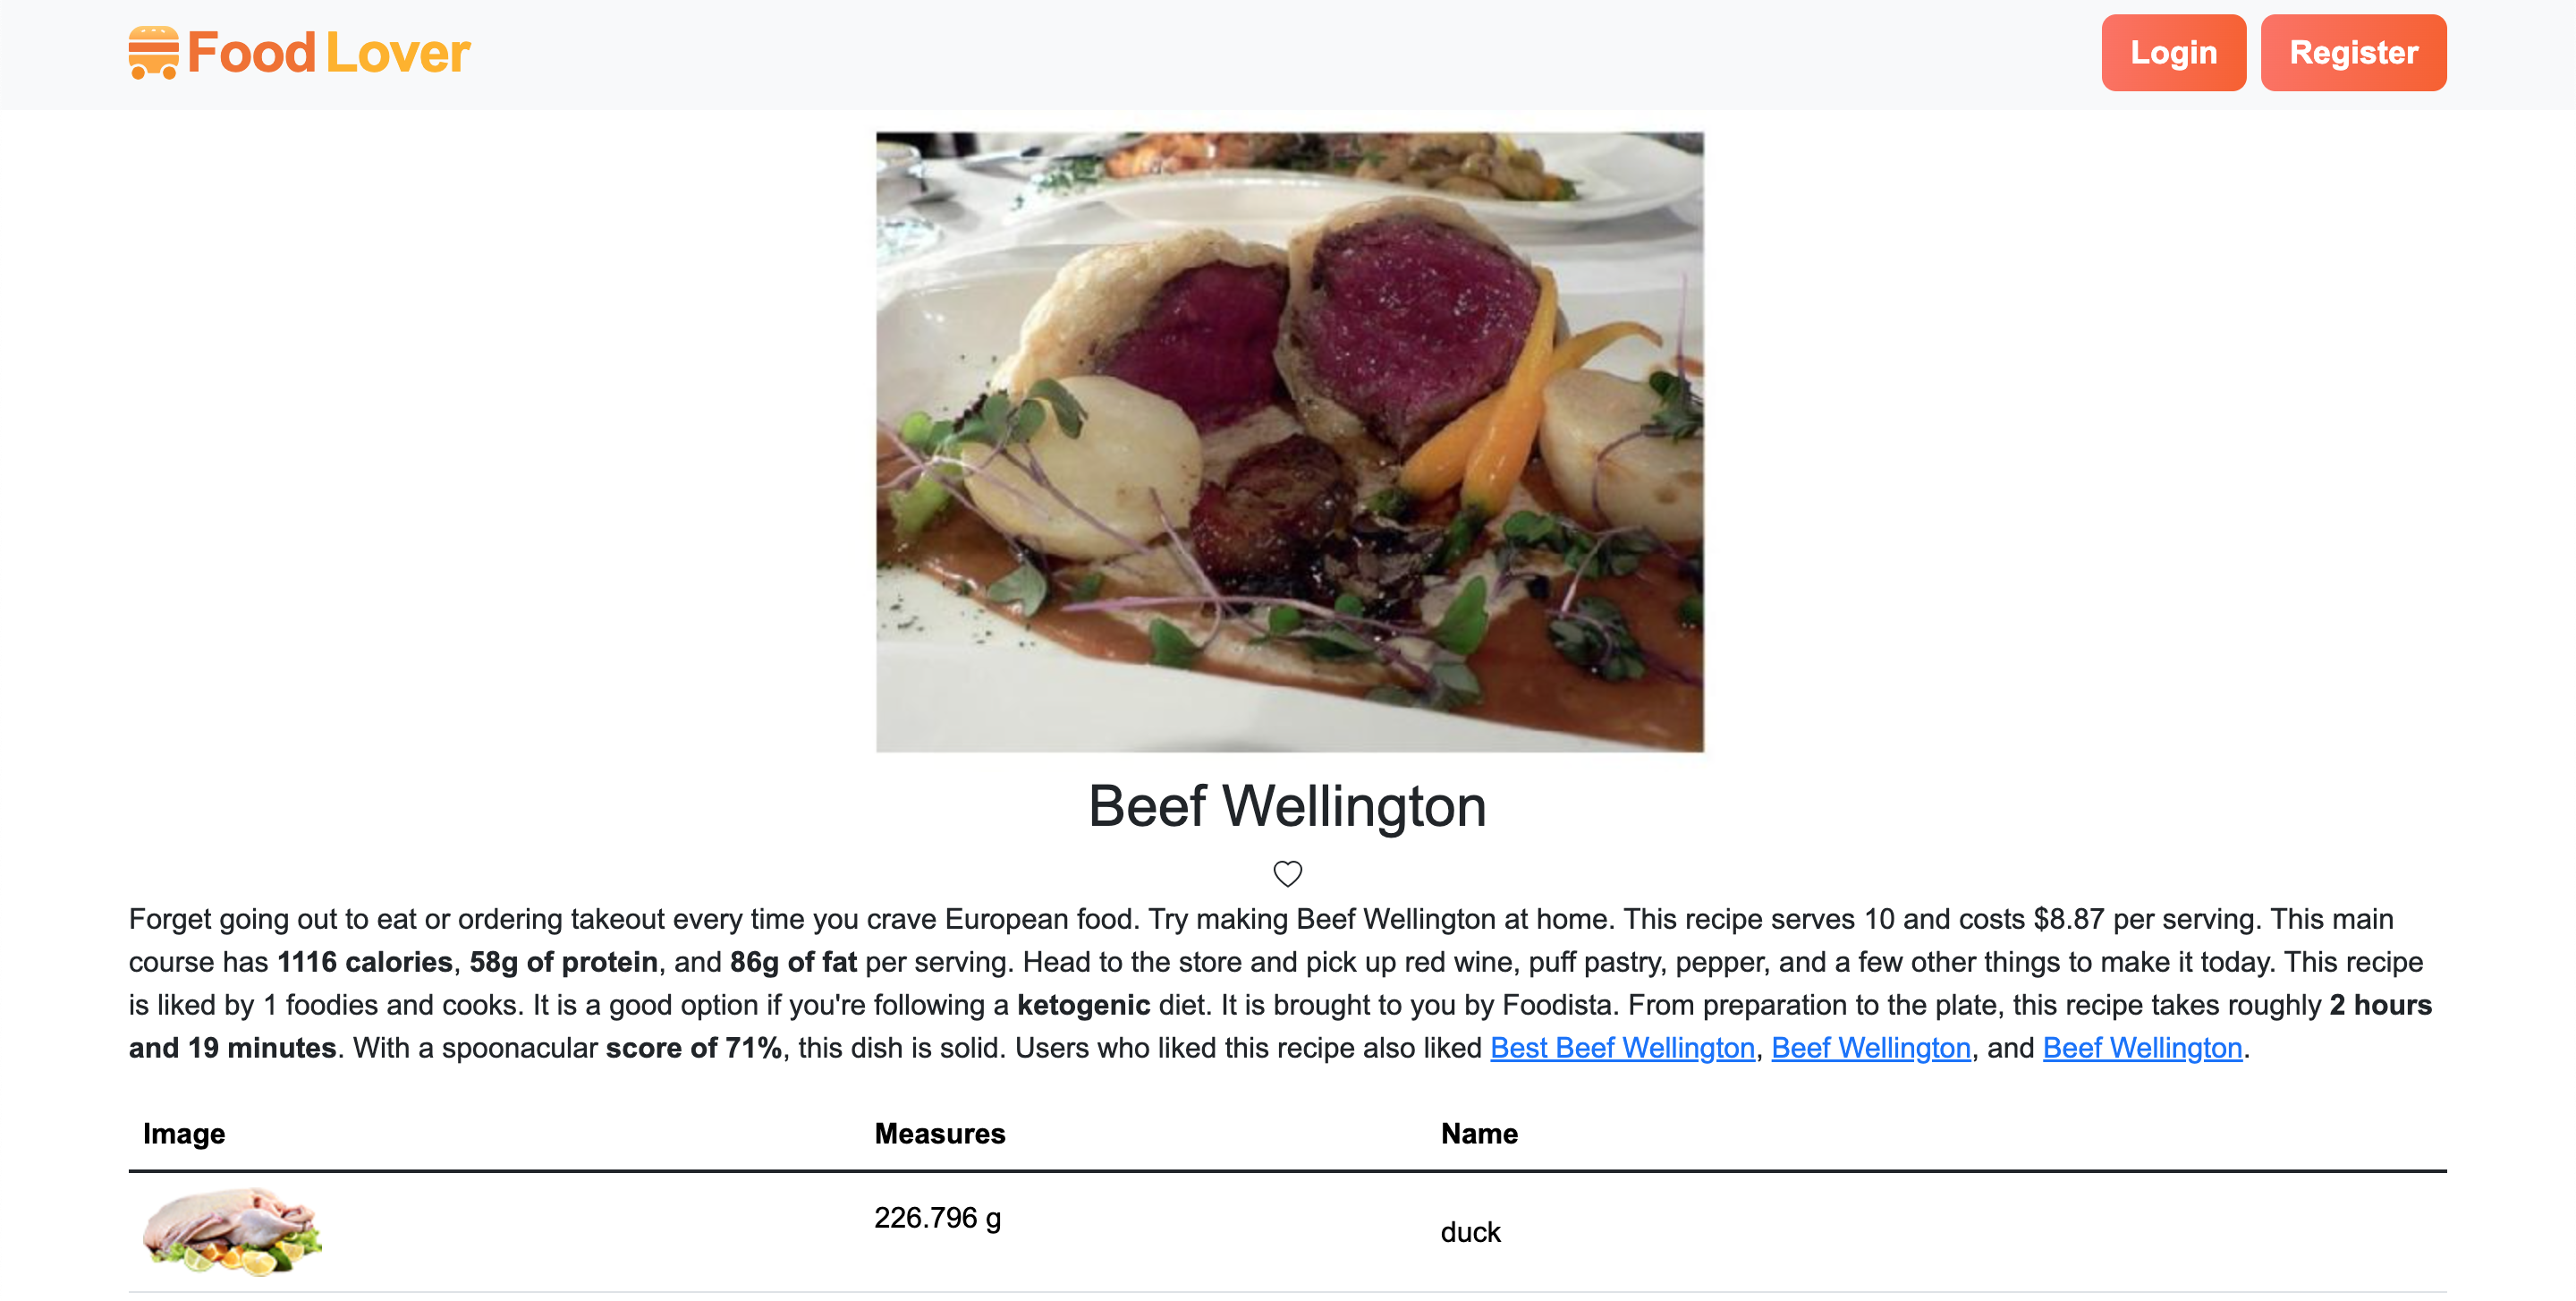 Food Lover
Login
Register
Beef Wellington
Forget going out to eat or ordering takeout every time you crave European food. Try making Beef Wellington at home. This recipe serves 10 and costs $8.87 per serving. This main
course has 1116 calories, 58g of protein, and 86g of fat per serving. Head to the store and pick up red wine, puff pastry, pepper, and a few other things to make it today. This recipe
is liked by 1 foodies and cooks. It is a good option if you're following a ketogenic diet. It is brought to you by Foodista. From preparation to the plate, this recipe takes roughly 2 hours
and 19 minutes. With a spoonacular score of 71%, this dish is solid. Users who liked this recipe also liked Best Beef Wellington, Beef Wellington, and Beef Wellington.
Image Measures Name
226.796 g duck